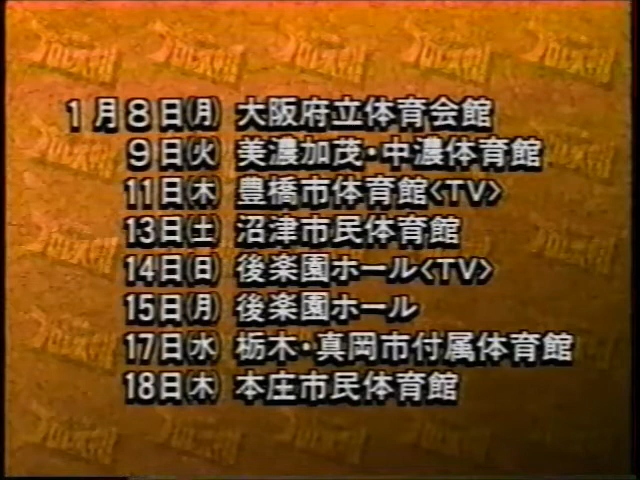 1月8日(月) 大阪府立体育会館
9日(火) 美濃加茂・中濃体育館
11日(木) 豊橋市体育館<TV>
13日(土) 沼津市民体育館
14日(日) 後楽園ホール<TV>
15日(月) 後楽園ホール
17日(水) 栃木・真岡市付属体育館
18日(木) 本庄市民体育館